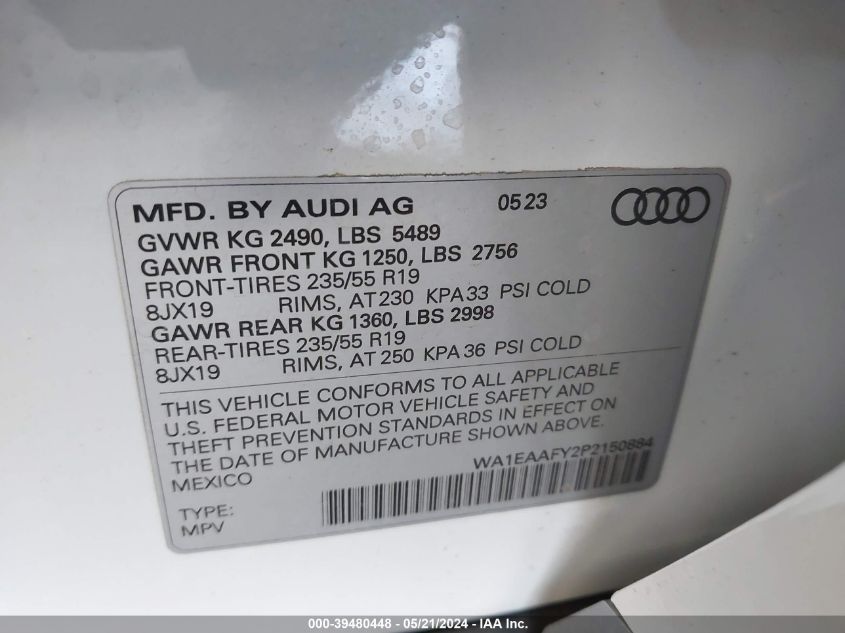 MFD. BY AUDI AG 05 23
GVWR KG 2490, LBS 5489
GAWR FRONT KG 1250, LBS 2756
FRONT-TIRES 235/55 R19
8JX19 RIMS, AT 230 KPA 33 PSI COLD
GAWR REAR KG 1360, LBS 2998
REAR-TIRES 235/55 R19
8JX19 RIMS, AT 250 KPA 36 PSI COLD
THIS VEHICLE CONFORMS TO ALL APPLICABLE
U.S. FEDERAL MOTOR VEHICLE SAFETY AND
THEFT PREVENTION STANDARDS IN EFFECT ON
THE DATE OF MANUFACTURE SHOWN ABOVE.
MEXICO WA1EAAFY2P2150884
TYPE:
MPV
000-39480448 - 05/21/2024 - IAA Inc.